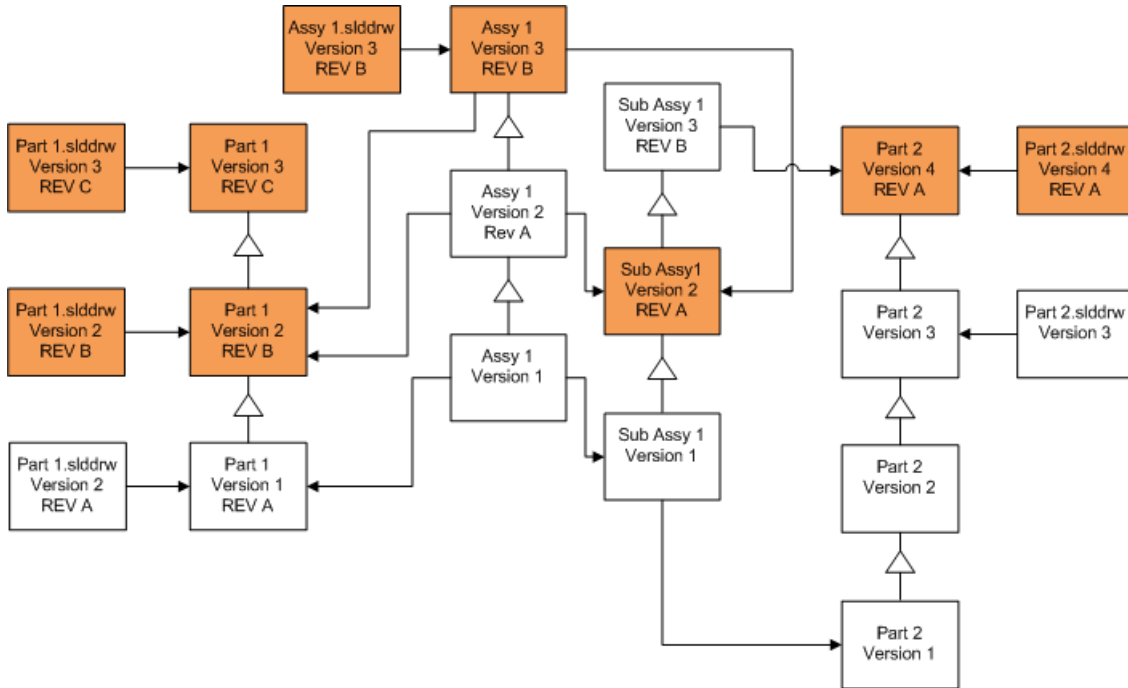 Assy 1.slddrw
Version 3
REV B
Assy 1
Version 3
REV B
Sub Assy 1
Version 3
REV B
Part 1.slddrw
Version 3
REV C
Part 1
Version 3
REV C
Part 2
Version 4
REV A
Part 2.slddrw
Version 4
REV A
Assy 1
Version 2
Rev A
Sub Assy1
Version 2
REV A
Part 1.slddrw
Version 2
REV B
Part 1
Version 2
REV B
Part 2
Version 3
Part 2.slddrw
Version 3
Assy 1
Version 1
Sub Assy 1
Version 1
Part 1.slddrw
Version 2
REV A
Part 1
Version 1
REV A
Part 2
Version 2
Part 2
Version 1